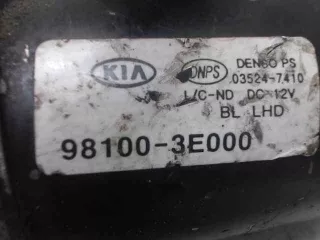 KIA DNPS DENSO PS
03524-7410
L/C-ND DC 12V
BL LHD
98100-3E000